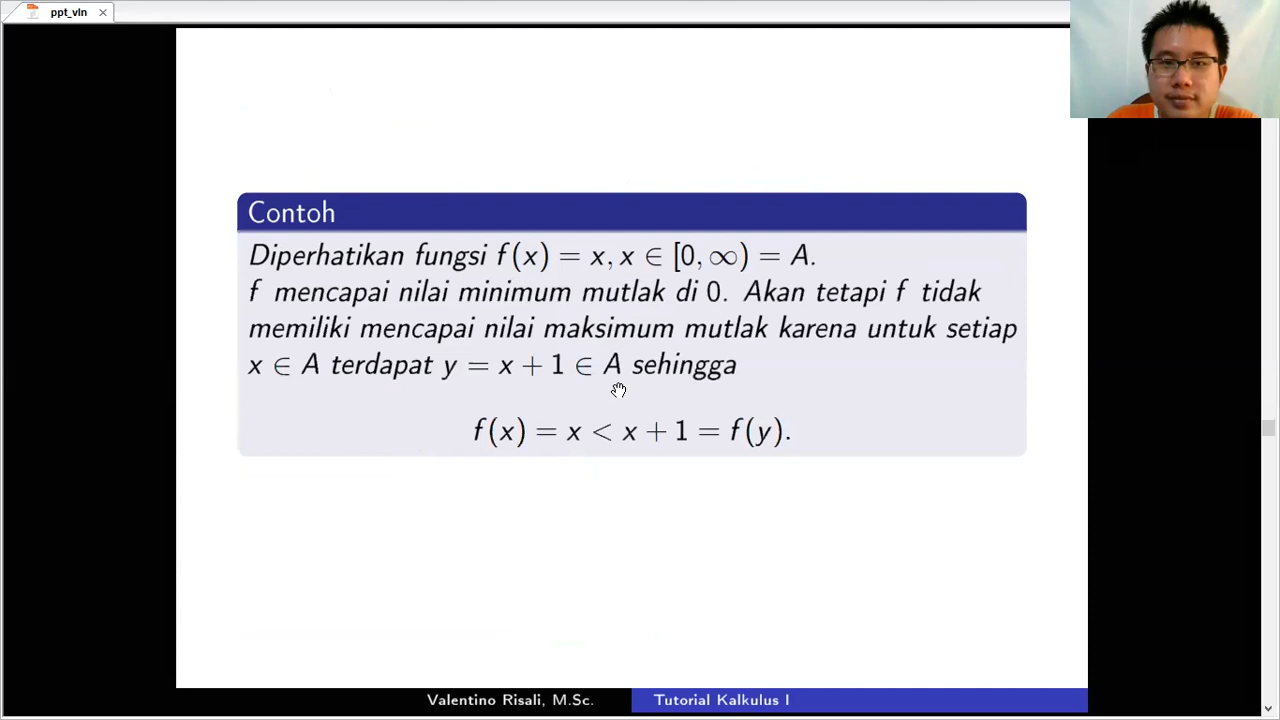 ppt_vln
Contoh
Diperhatikan fungsi f(x) = x, x ∈ [0, ∞) = A.
f mencapai nilai minimum mutlak di 0. Akan tetapi f tidak
memiliki mencapai nilai maksimum mutlak karena untuk setiap
x ∈ A terdapat y = x + 1 ∈ A sehingga
f(x) = x < x + 1 = f(y).
Valentino Risali, M.Sc. Tutorial Kalkulus I